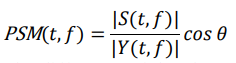 PSM(t,f) = |S(t,f)| / |Y(t,f)| cos θ